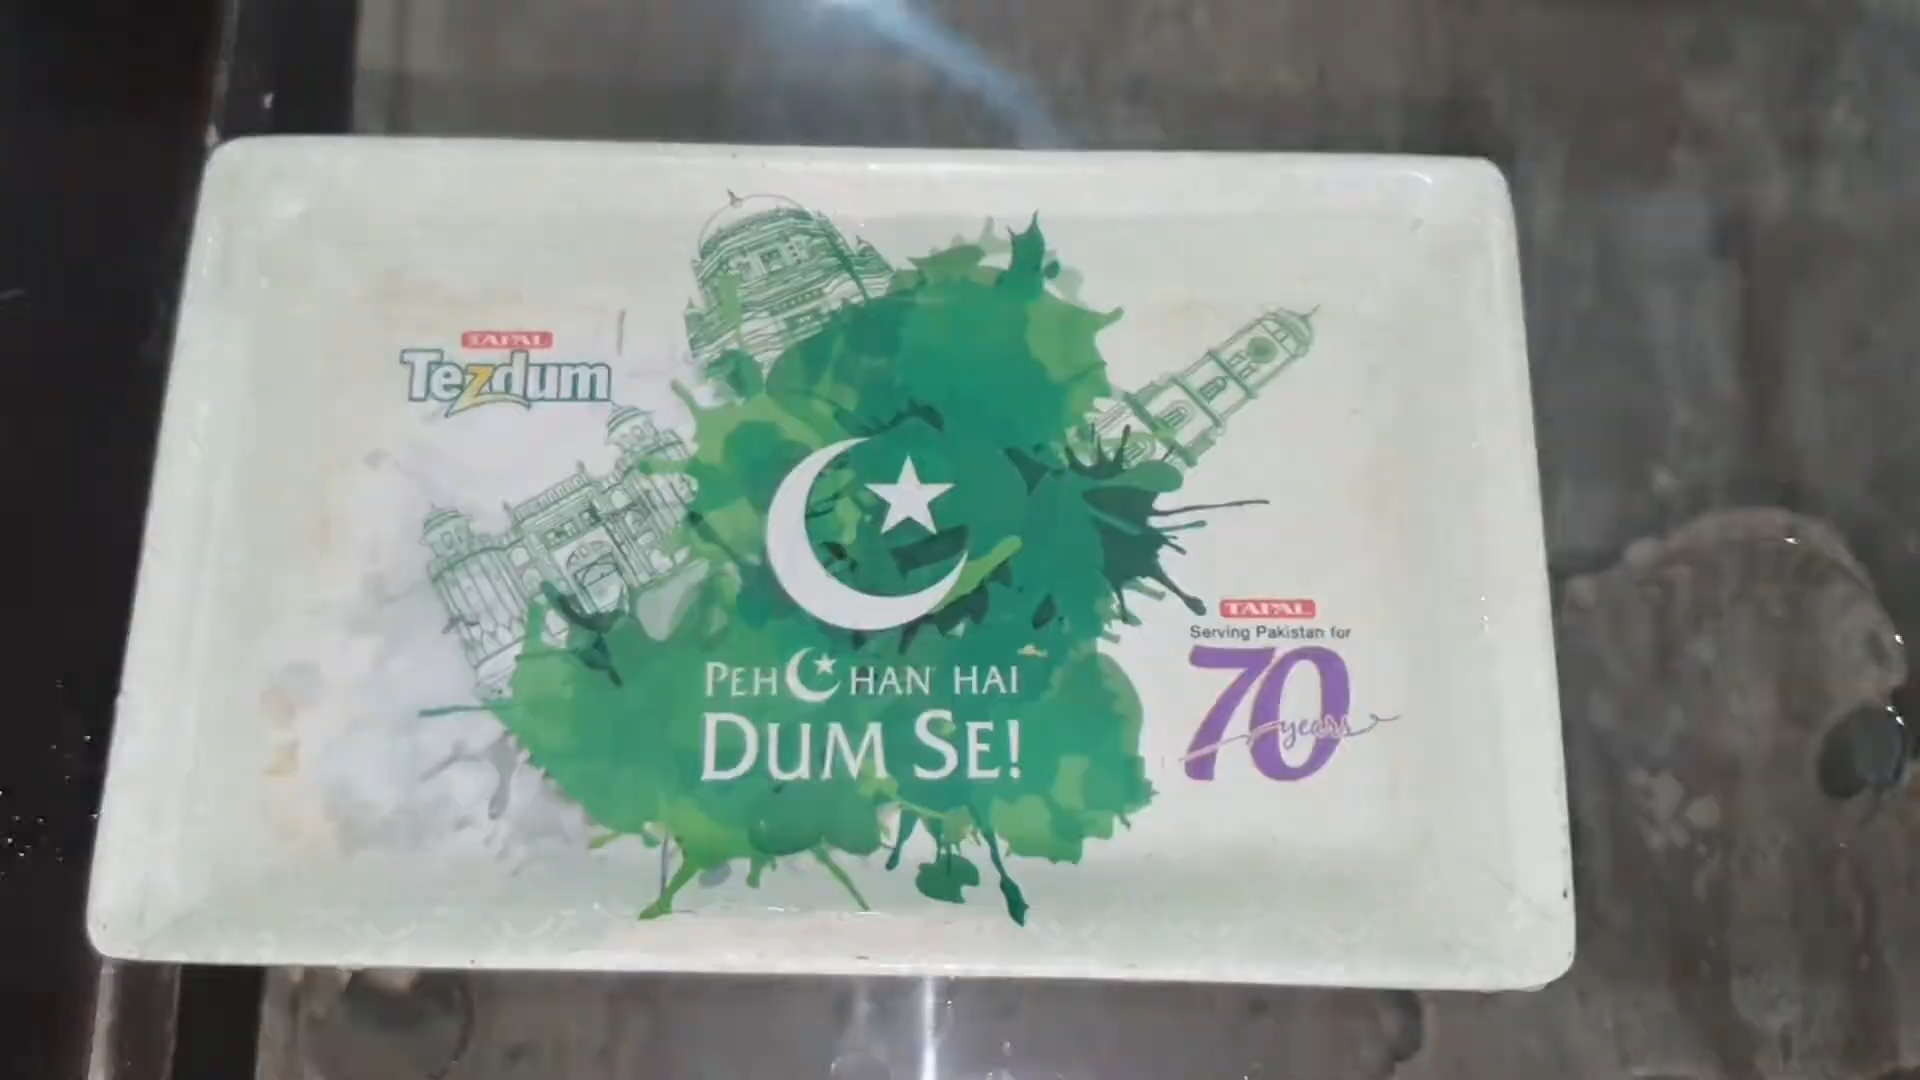 TAPAL
Tezdum
PEHCHAN HAI
DUM SE!
TAPAL
Serving Pakistan for
70
years